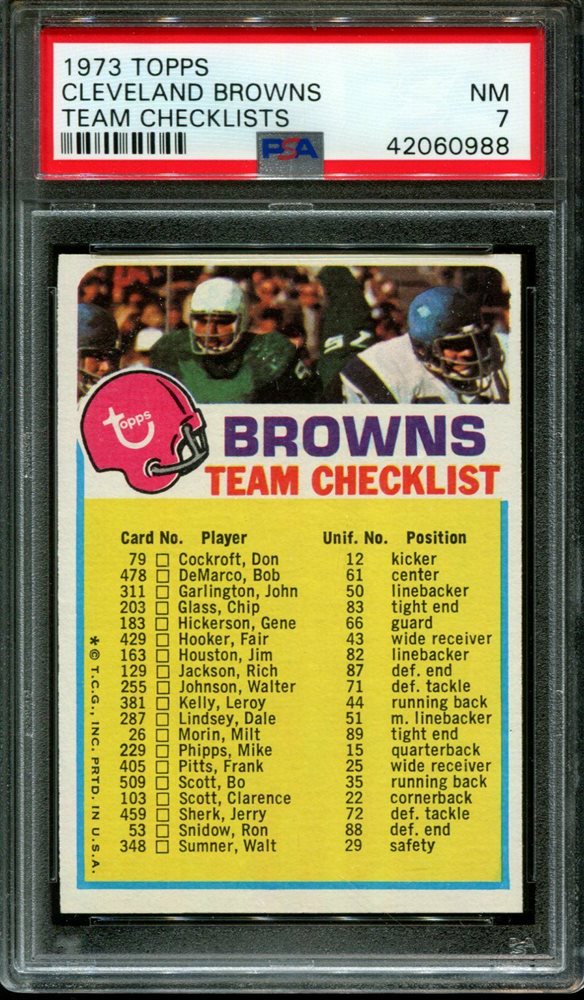 1973 TOPPS
CLEVELAND BROWNS NM
TEAM CHECKLISTS 7
PSA 42060988
topps
BROWNS
TEAM CHECKLIST
Card No. Player Unif. No. Position
79 Cockroft, Don 12 kicker
478 DeMarco, Bob 61 center
311 Garlington, John 50 linebacker
203 Glass, Chip 83 tight end
183 Hickerson, Gene 66 guard
429 Hooker, Fair 43 wide receiver
163 Houston, Jim 82 linebacker
129 Jackson, Rich 87 def. end
255 Johnson, Walter 71 def. tackle
381 Kelly, Leroy 44 running back
287 Lindsey, Dale 51 m. linebacker
26 Morin, Milt 89 tight end
229 Phipps, Mike 15 quarterback
405 Pitts, Frank 25 wide receiver
509 Scott, Bo 35 running back
103 Scott, Clarence 22 cornerback
459 Sherk, Jerry 72 def. tackle
53 Snidow, Ron 88 def. end
348 Sumner, Walt 29 safety
* © T.C.G., INC. PRTD. IN U.S.A.
PSA